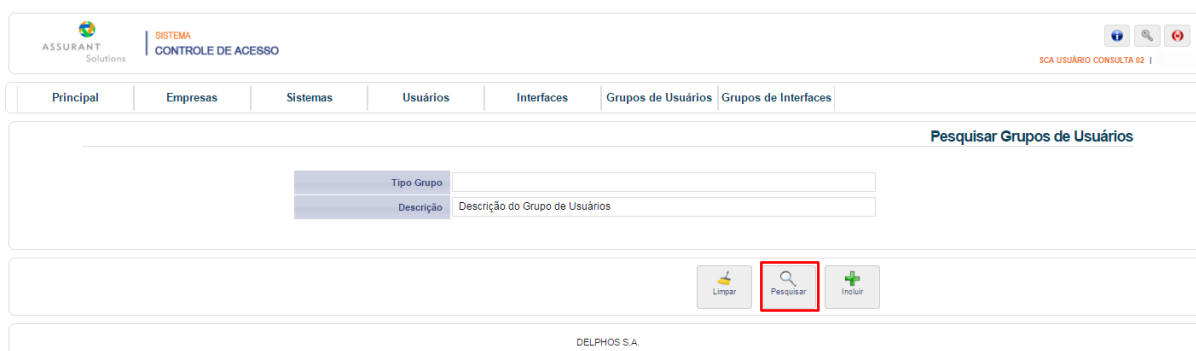 ASSURANT
Solutions
SISTEMA
CONTROLE DE ACESSO
SCA USUÁRIO CONSULTA 02 |
Principal Empresas Sistemas Usuários Interfaces Grupos de Usuários Grupos de Interfaces
Pesquisar Grupos de Usuários
Tipo Grupo
Descrição Descrição do Grupo de Usuários
Limpar Pesquisar Incluir
DELPHOS S.A.